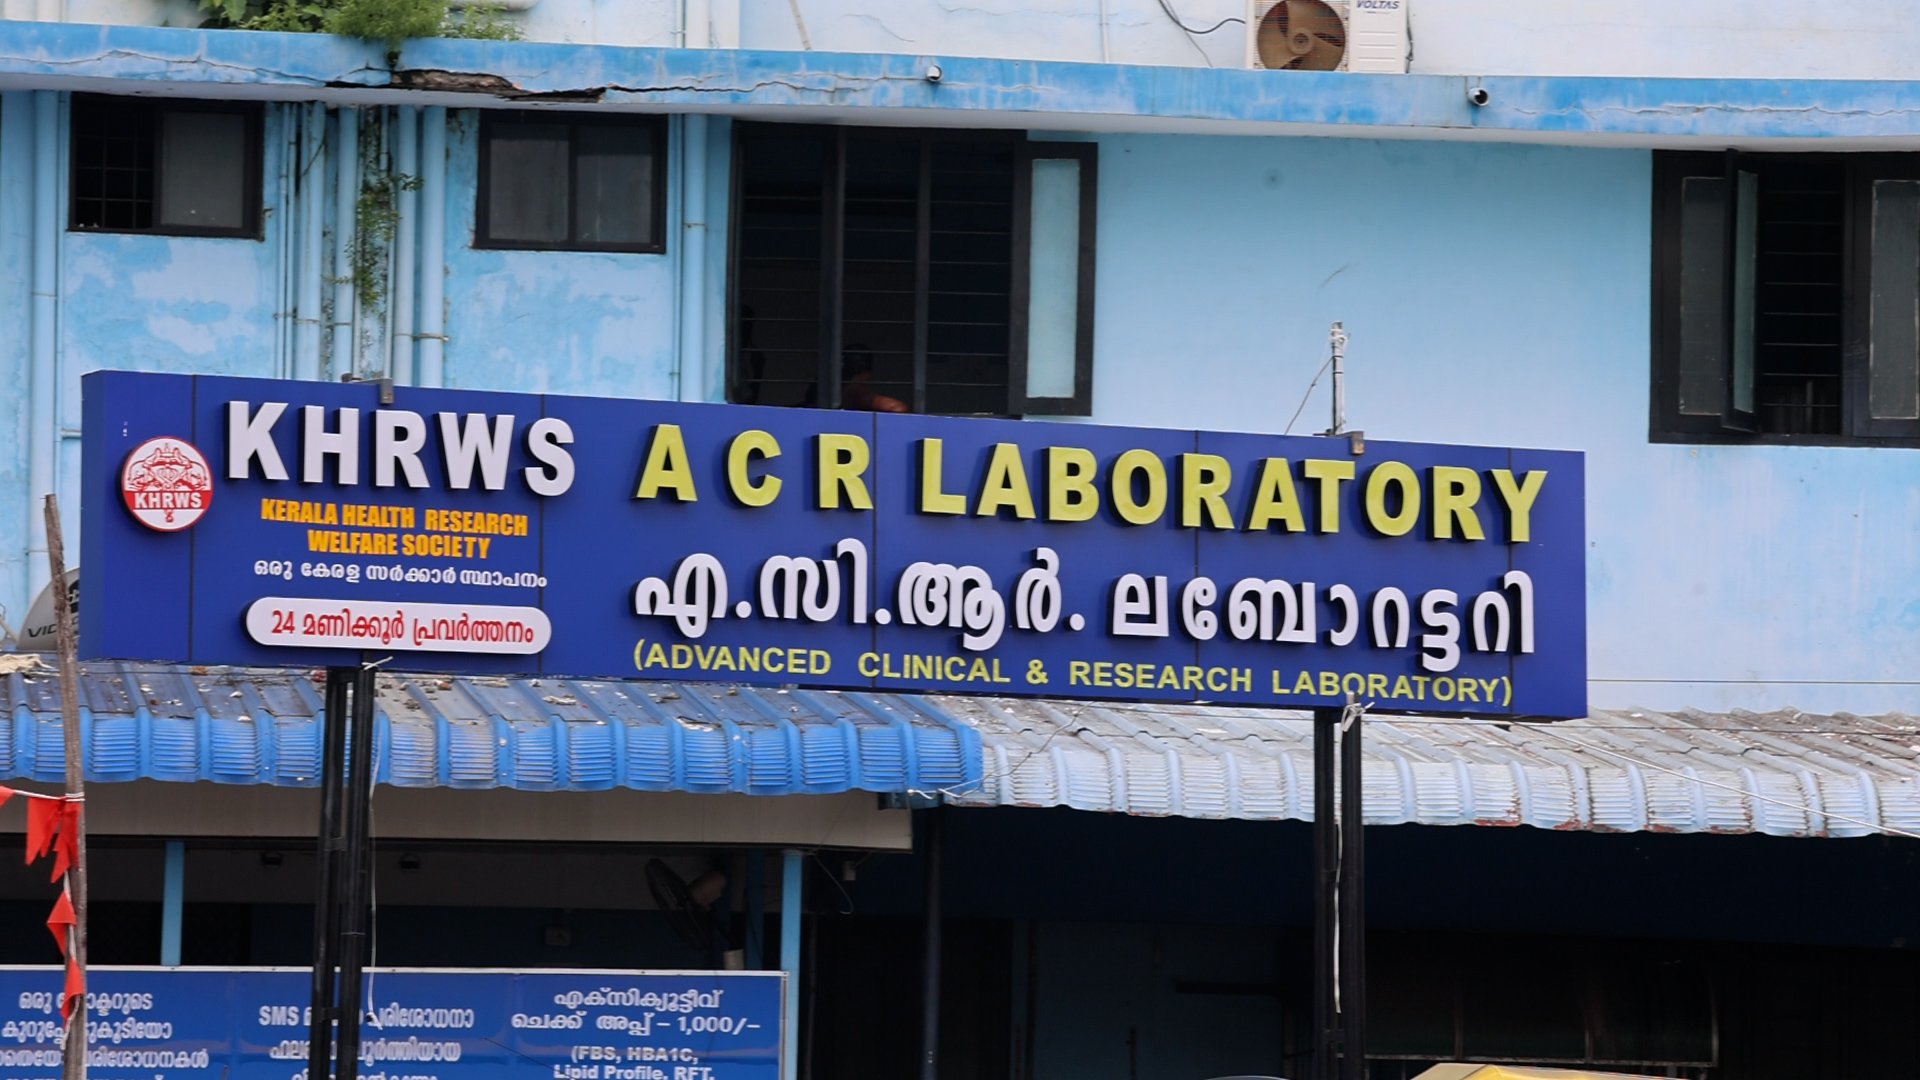 VOLTAS
KHRWS
KHRWS
KERALA HEALTH RESEARCH
WELFARE SOCIETY
ഒരു കേരള സർക്കാർ സ്ഥാപനം
24 മണിക്കൂർ പ്രവർത്തനം
A C R LABORATORY
എ.സി.ആർ. ലബോറട്ടറി
(ADVANCED CLINICAL & RESEARCH LABORATORY)
ഒരു
SMS
എക്സിക്യൂട്ടീവ്
ചെക്ക് അപ്പ് – 1,000/–
(FBS, HBA1C,
Lipid Profile, RFT,